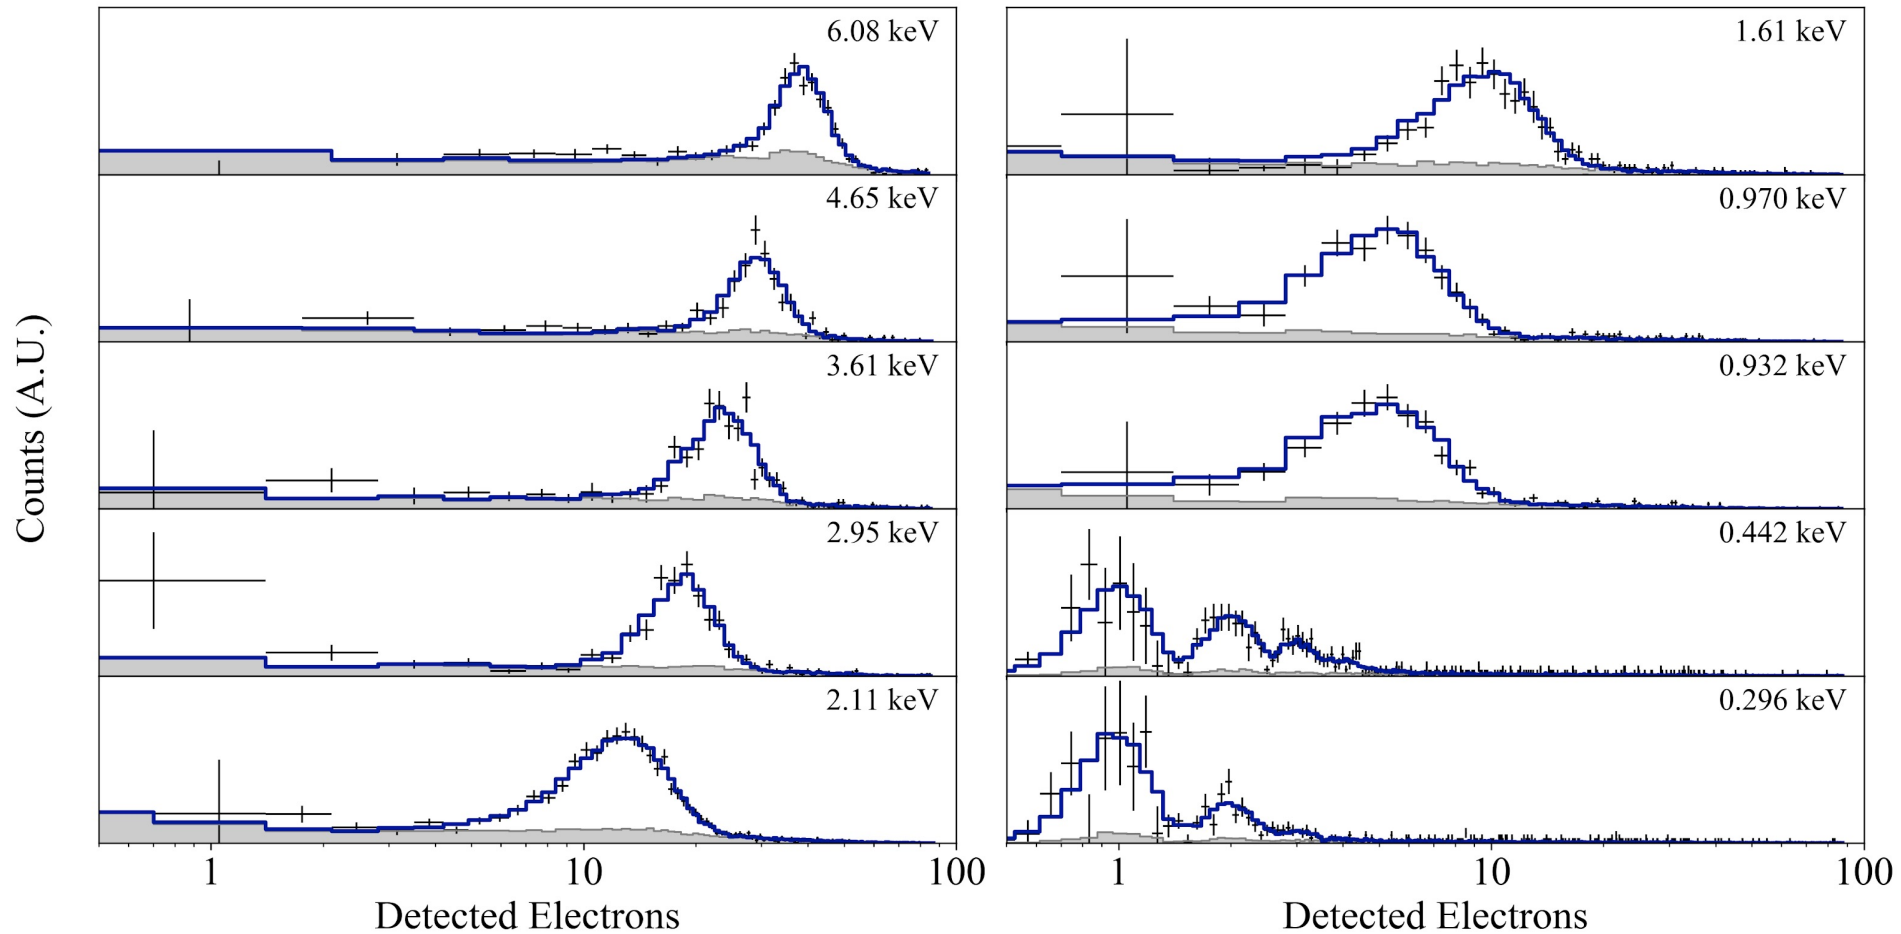 6.08 keV
4.65 keV
3.61 keV
2.95 keV
2.11 keV
1.61 keV
0.970 keV
0.932 keV
0.442 keV
0.296 keV
Counts (A.U.)
1 10 100
1 10 100
Detected Electrons
Detected Electrons